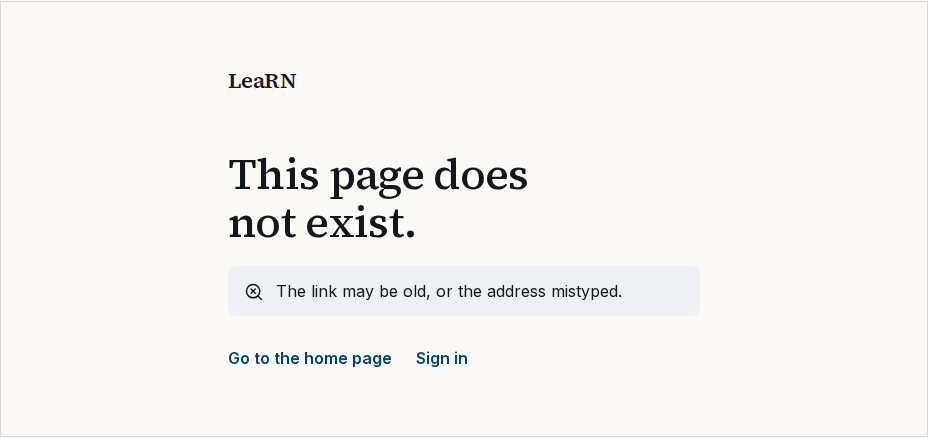 LeaRN
This page does
not exist.
The link may be old, or the address mistyped.
Go to the home page
Sign in